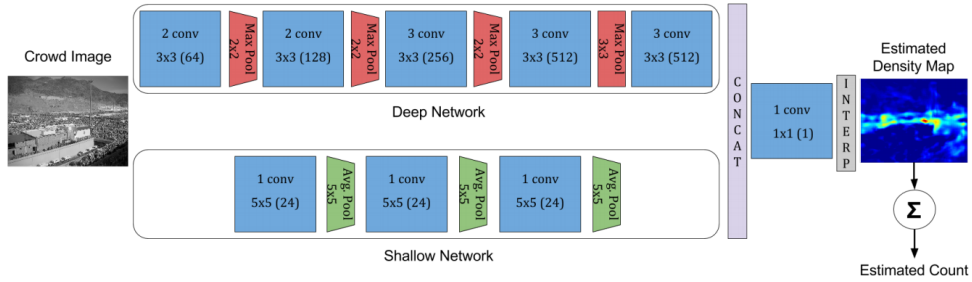 Crowd Image
2 conv
3x3 (64)
Max Pool
2x2
2 conv
3x3 (128)
Max Pool
2x2
3 conv
3x3 (256)
Max Pool
2x2
3 conv
3x3 (512)
Max Pool
3x3
3 conv
3x3 (512)
Deep Network
1 conv
5x5 (24)
Avg. Pool
5x5
1 conv
5x5 (24)
Avg. Pool
5x5
1 conv
5x5 (24)
Avg. Pool
5x5
Shallow Network
CONCAT
1 conv
1x1 (1)
INTERP
Estimated
Density Map
Σ
Estimated Count